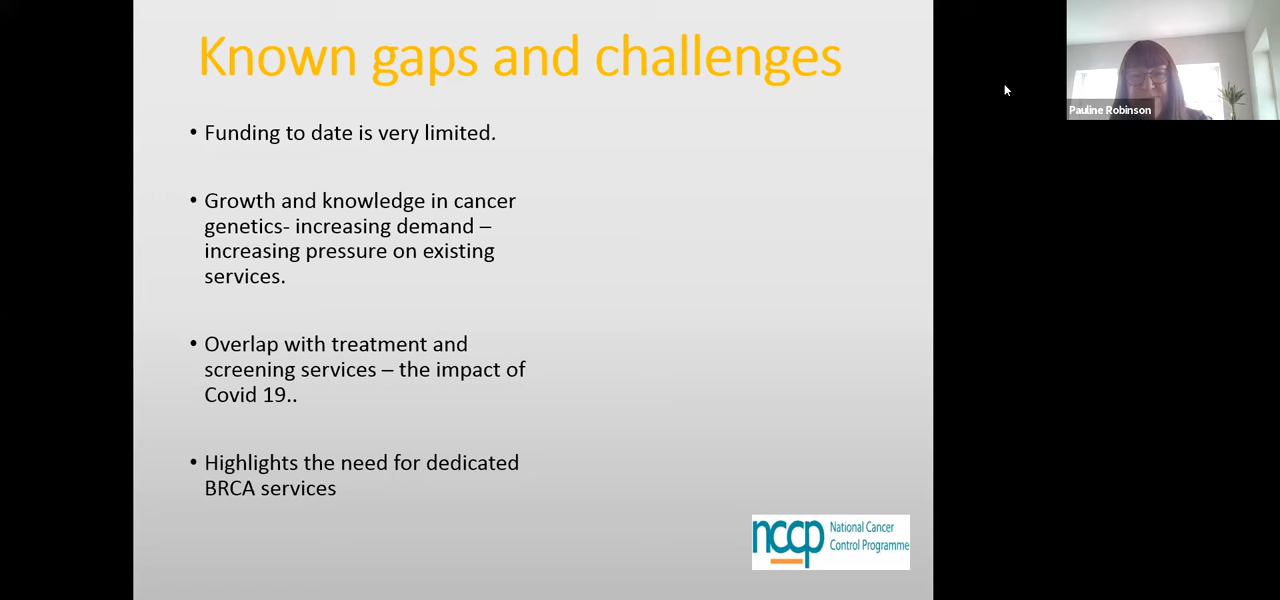 Known gaps and challenges
• Funding to date is very limited.
• Growth and knowledge in cancer
genetics- increasing demand –
increasing pressure on existing
services.
• Overlap with treatment and
screening services – the impact of
Covid 19..
• Highlights the need for dedicated
BRCA services
nccp National Cancer
Control Programme
Pauline Robinson